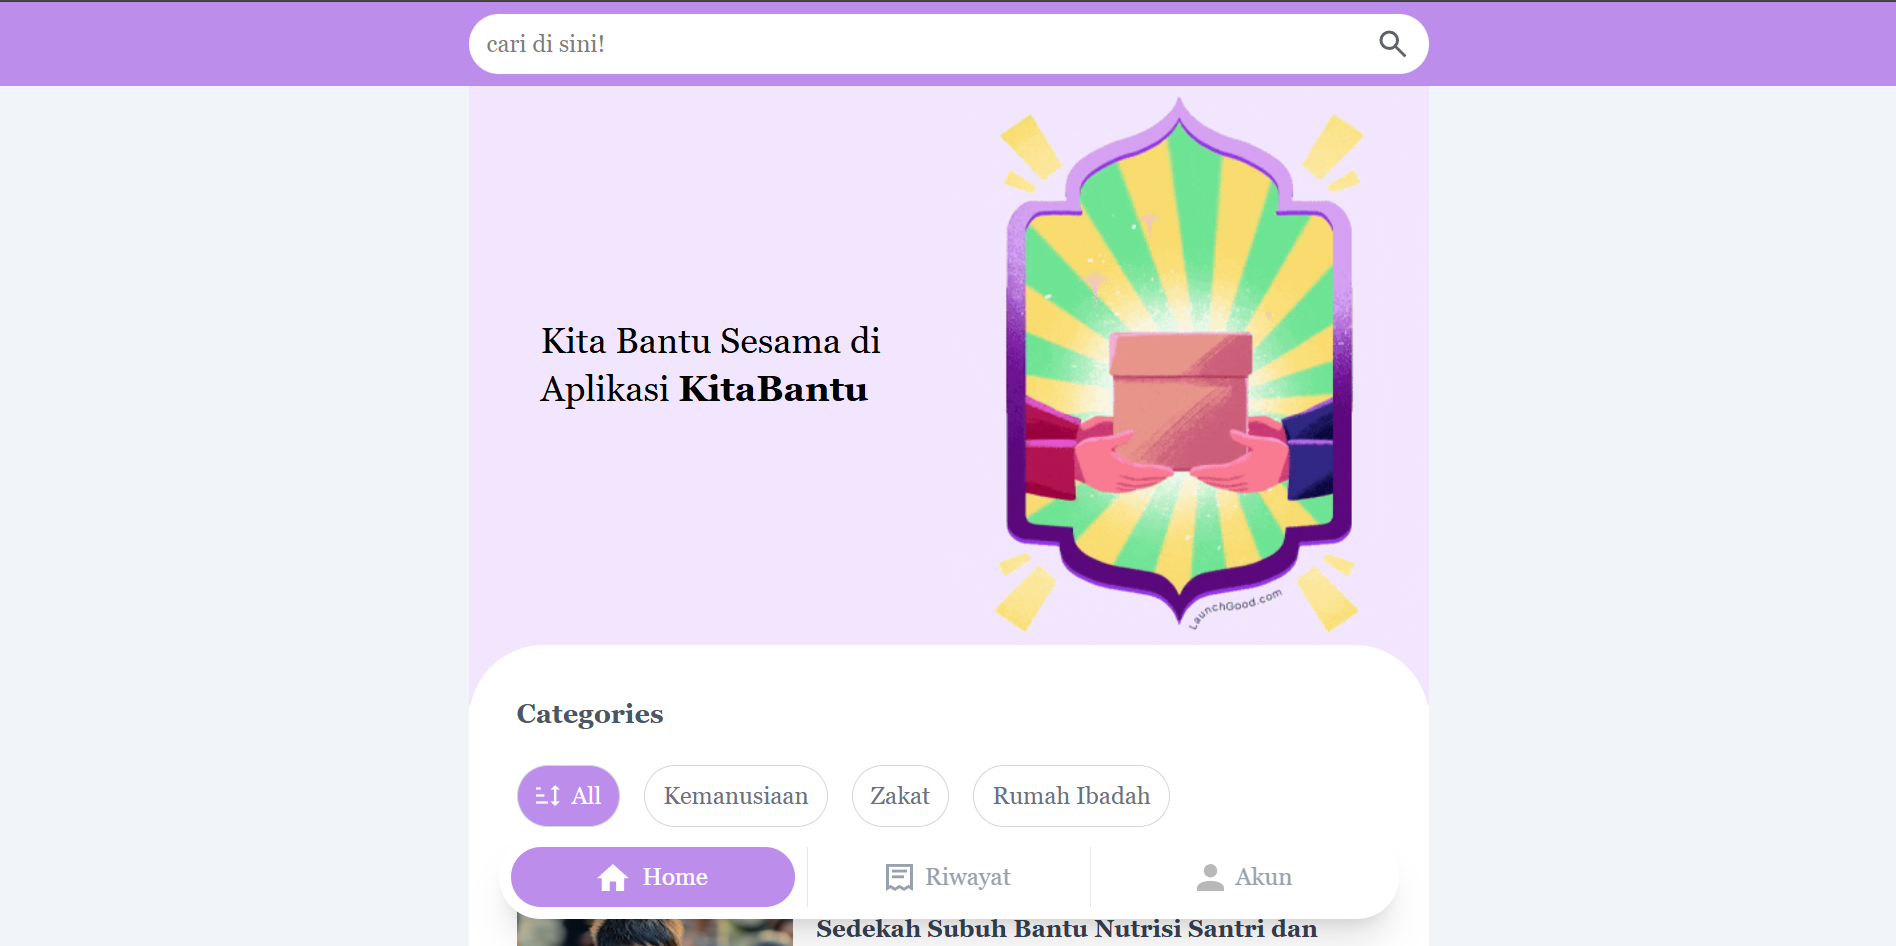 cari di sini!
Kita Bantu Sesama di
Aplikasi KitaBantu
LaunchGood.com
Categories
All
Kemanusiaan
Zakat
Rumah Ibadah
Home
Riwayat
Akun
Sedekah Subuh Bantu Nutrisi Santri dan